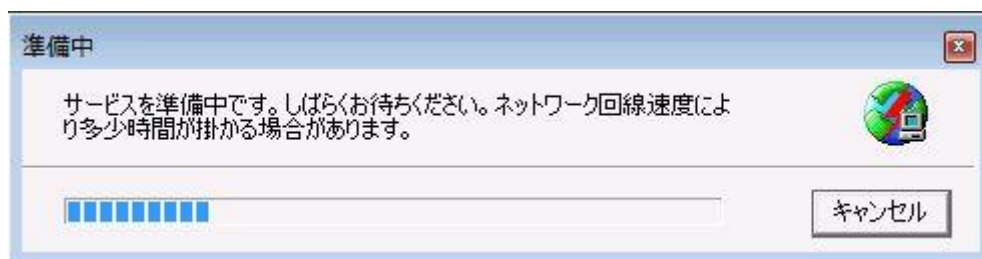 準備中
サービスを準備中です。しばらくお待ちください。ネットワーク回線速度によ
り多少時間が掛かる場合があります。
キャンセル